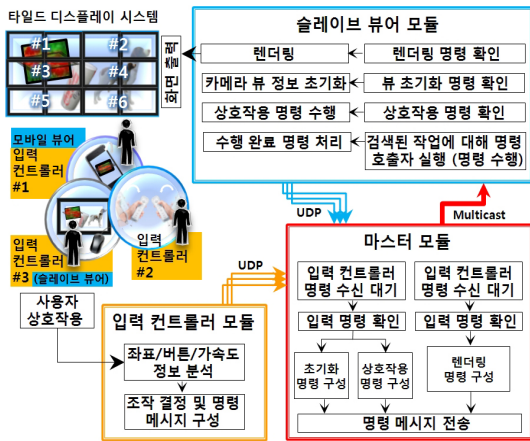 타일드 디스플레이 시스템
#1
#2
#3
#4
#5
#6
화면 출력
슬레이브 뷰어 모듈
렌더링
렌더링 명령 확인
카메라 뷰 정보 초기화
뷰 초기화 명령 확인
상호작용 명령 수행
상호작용 명령 확인
수행 완료 명령 처리
검색된 작업에 대해 명령
호출자 실행 (명령 수행)
모바일 뷰어
입력
컨트롤러
#1
입력
컨트롤러
#2
입력
컨트롤러
#3 (슬레이브 뷰어)
UDP
Multicast
UDP
사용자
상호작용
입력 컨트롤러 모듈
좌표/버튼/가속도
정보 분석
조작 결정 및 명령
메시지 구성
마스터 모듈
입력 컨트롤러
명령 수신 대기
입력 컨트롤러
명령 수신 대기
입력 명령 확인
입력 명령 확인
초기화
명령 구성
상호작용
명령 구성
렌더링
명령 구성
명령 메시지 전송